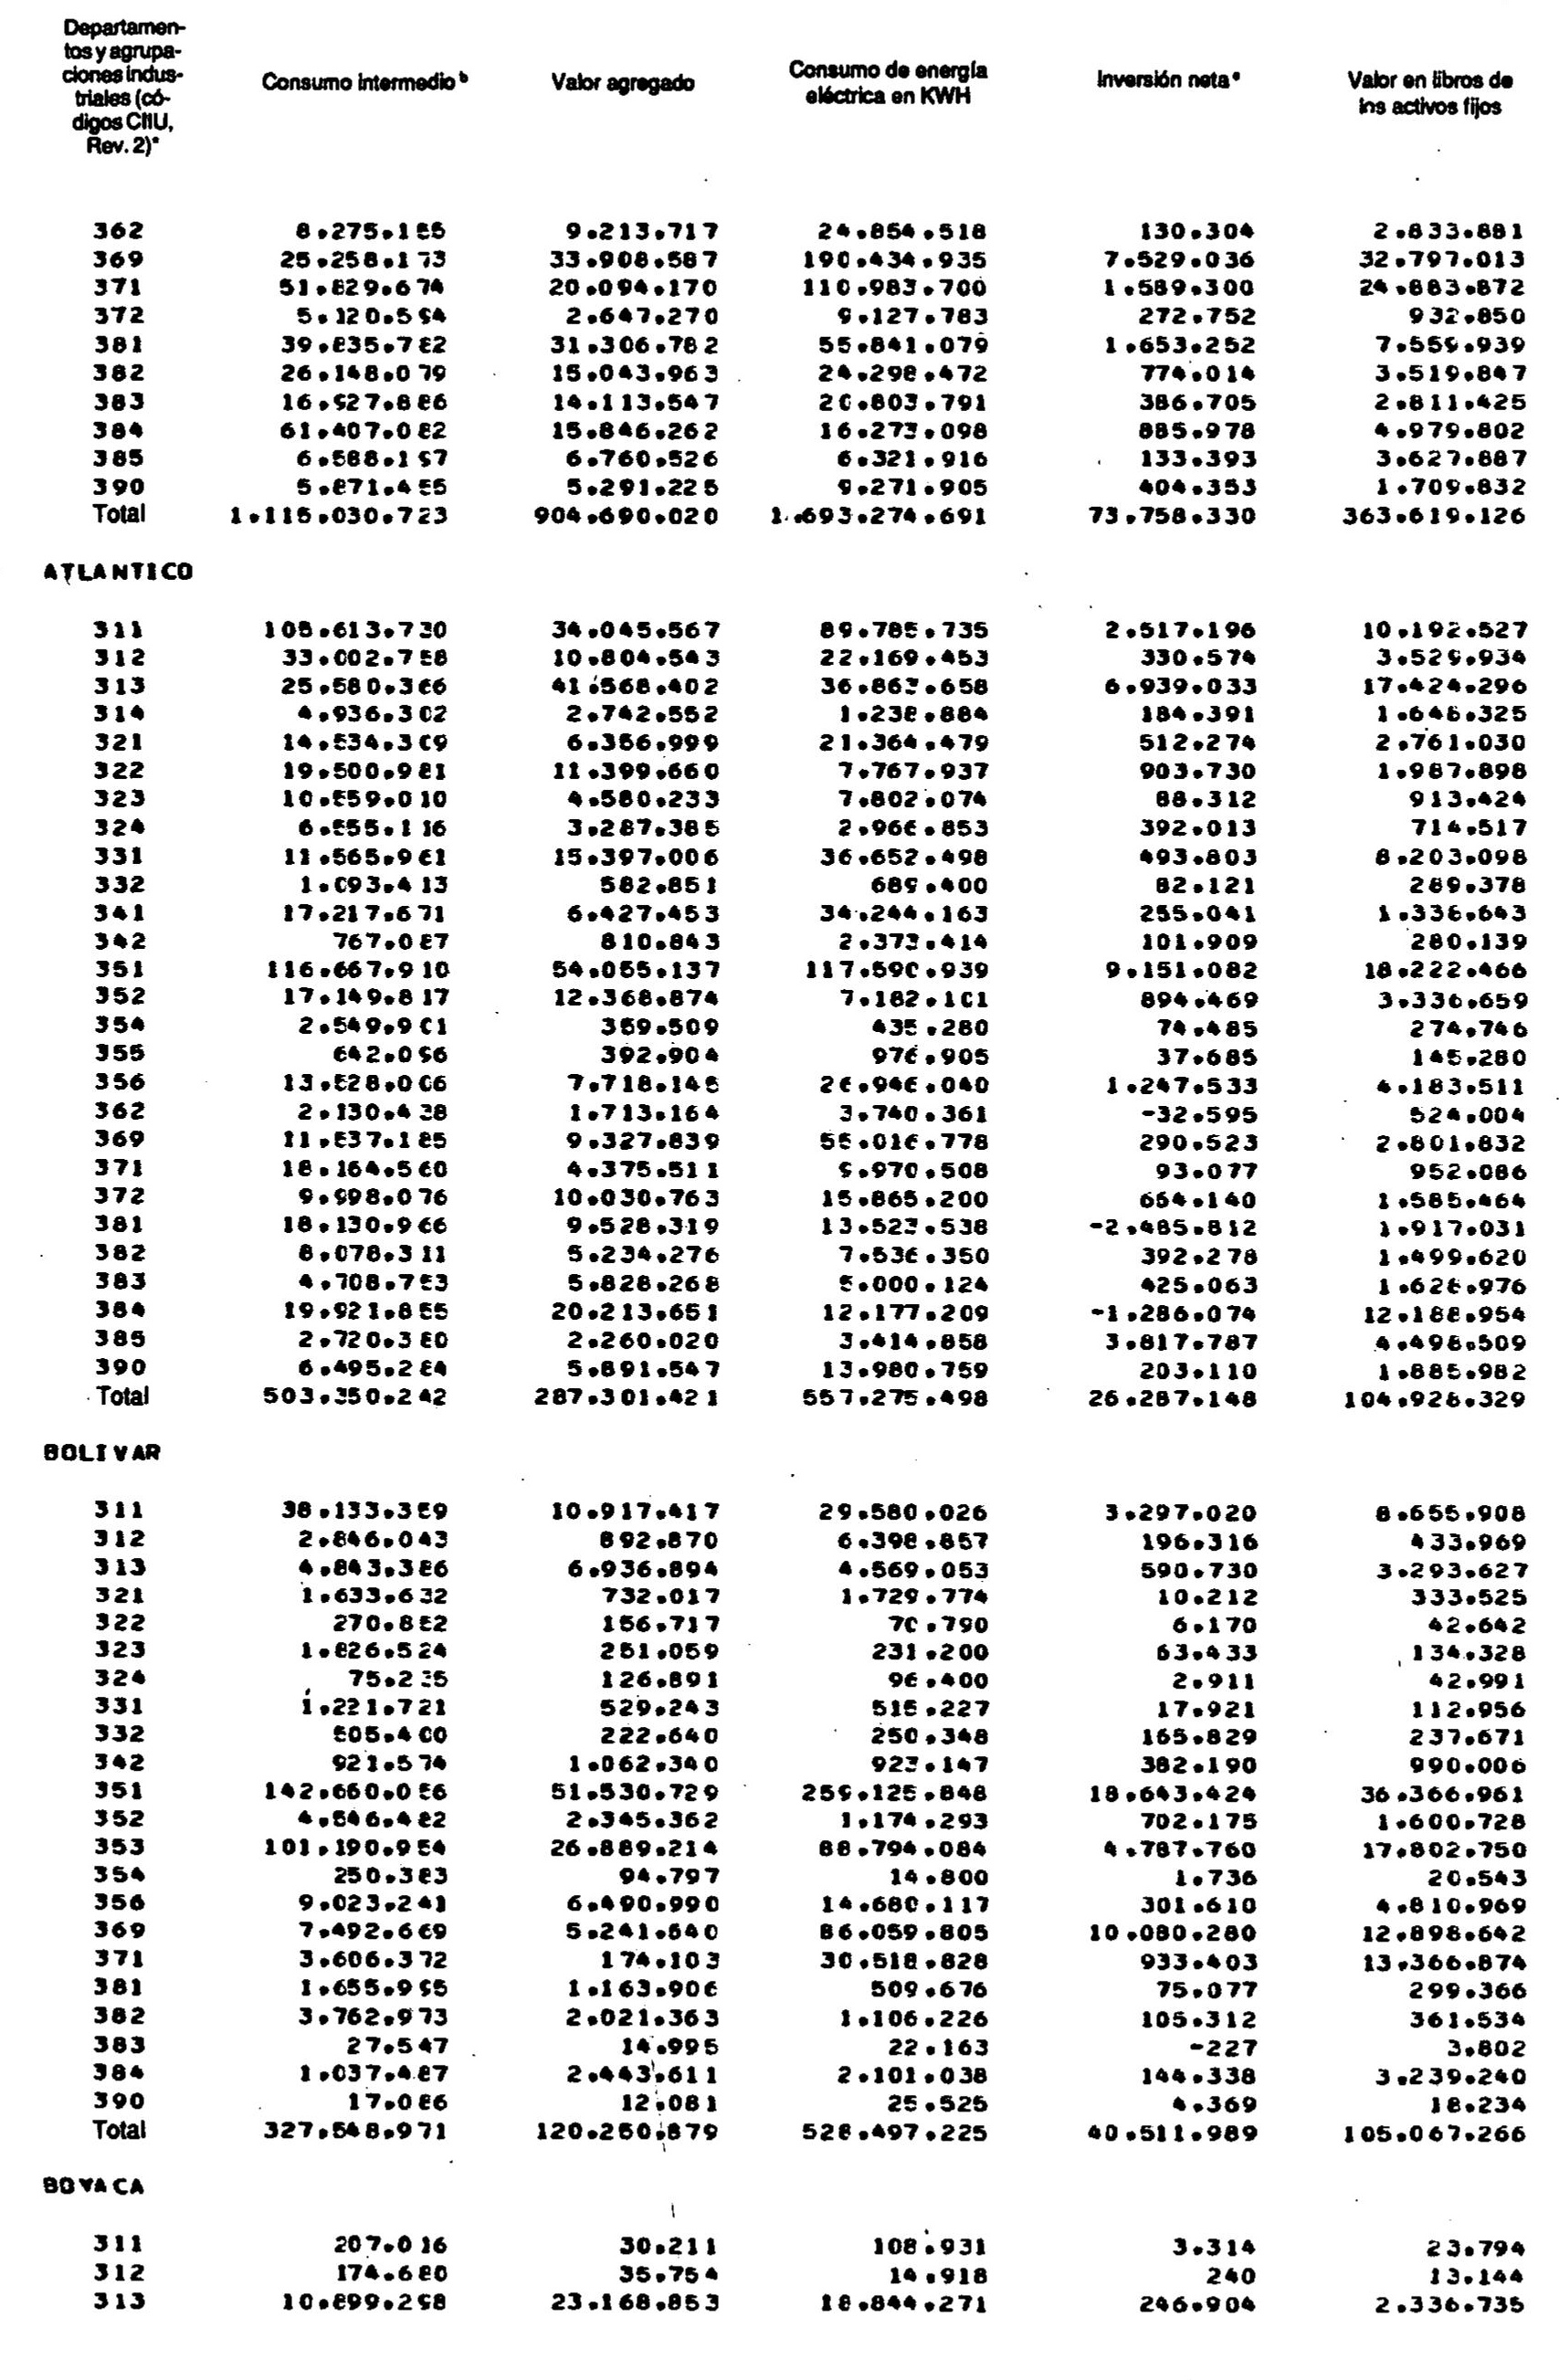 Departamen-
tos y agrupa-
ciones indus-
triales (có-
digos CIIU,
Rev. 2)ª
Consumo intermedio ᵇ
Valor agregado
Consumo de energía
eléctrica en KWH
Inversión neta ᵉ
Valor en libros de
los activos fijos
362 8.275.185 9.213.717 24.854.518 130.304 2.833.881
369 25.258.173 33.908.587 190.434.935 7.529.036 32.797.013
371 51.829.674 20.094.170 110.983.700 1.589.300 24.883.872
372 5.120.594 2.647.270 9.127.783 272.752 932.850
381 39.835.782 31.306.782 55.841.079 1.653.252 7.559.939
382 26.148.079 15.043.963 24.298.472 774.014 3.519.847
383 16.927.886 14.113.547 20.803.791 386.705 2.811.425
384 61.407.082 15.846.262 16.273.098 885.978 4.979.802
385 6.588.197 6.760.526 6.321.916 133.393 3.627.887
390 5.871.455 5.291.225 9.271.905 404.353 1.709.832
Total 1.115.030.723 904.690.020 1.693.274.691 73.758.330 363.619.126
ATLANTICO
311 108.613.730 34.045.567 89.785.735 2.517.196 10.192.527
312 33.002.758 10.804.543 22.169.453 330.574 3.529.934
313 25.580.366 41.568.402 36.863.658 6.939.033 17.424.296
314 4.936.302 2.742.552 1.238.884 184.391 1.646.325
321 14.534.309 6.356.999 21.364.479 512.274 2.761.030
322 19.500.981 11.399.660 7.767.937 903.730 1.987.898
323 10.559.010 4.580.233 7.802.074 88.312 913.424
324 6.555.116 3.287.385 2.966.853 392.013 714.517
331 11.565.961 15.397.006 36.652.498 493.803 8.203.098
332 1.093.413 582.851 689.400 82.121 289.378
341 17.217.671 6.427.453 34.244.163 255.041 1.336.643
342 767.087 810.843 2.373.414 101.909 280.139
351 116.667.910 54.055.137 117.590.939 9.151.082 18.222.466
352 17.149.817 12.368.874 7.182.101 894.469 3.336.659
354 2.549.901 359.509 435.280 74.485 274.746
355 642.096 392.904 976.905 37.685 145.280
356 13.528.006 7.718.145 26.946.040 1.247.533 4.183.511
362 2.130.438 1.713.164 3.740.361 -32.595 524.004
369 11.537.185 9.327.839 55.016.778 290.523 2.801.832
371 18.164.560 4.375.511 9.970.508 93.077 952.086
372 9.998.076 10.030.763 15.865.200 664.140 1.585.464
381 18.130.966 9.528.319 13.523.538 -2.485.812 1.917.031
382 8.078.311 5.234.276 7.536.350 392.278 1.499.620
383 4.708.753 5.828.268 5.000.124 425.063 1.626.976
384 19.921.855 20.213.651 12.177.209 -1.286.074 12.188.954
385 2.720.380 2.260.020 3.414.858 3.817.787 4.498.509
390 6.495.284 5.891.547 13.980.759 203.110 1.885.982
Total 503.350.242 287.301.421 557.275.498 26.287.148 104.926.329
BOLIVAR
311 38.133.359 10.917.417 29.580.026 3.297.020 8.655.908
312 2.846.043 892.870 6.398.857 196.316 433.969
313 4.843.386 6.936.894 4.569.053 590.730 3.293.627
321 1.633.632 732.017 1.729.774 10.212 333.525
322 270.852 156.717 70.790 6.170 42.642
323 1.826.524 251.059 231.200 63.433 134.328
324 75.235 126.891 96.400 2.911 42.991
331 1.221.721 529.243 515.227 17.921 112.956
332 505.400 222.640 250.348 165.829 237.671
342 921.574 1.062.340 923.147 382.190 990.006
351 142.660.056 51.530.729 259.125.848 18.643.424 36.366.961
352 4.546.482 2.345.362 1.174.293 702.175 1.600.728
353 101.190.954 26.889.214 88.794.084 4.787.760 17.802.750
354 250.383 94.797 14.800 1.736 20.543
356 9.023.241 6.490.990 14.680.117 301.610 4.810.969
369 7.492.669 5.241.640 86.059.805 10.080.280 12.898.642
371 3.606.372 174.103 30.518.828 933.403 13.366.874
381 1.655.955 1.163.906 509.676 75.077 299.366
382 3.762.973 2.021.363 1.106.226 105.312 361.534
383 27.547 14.995 22.163 -227 3.802
384 1.037.487 2.443.611 2.101.038 144.338 3.239.240
390 17.086 12.081 25.525 4.369 18.234
Total 327.548.971 120.250.879 528.497.225 40.511.989 105.067.266
BOYACA
311 207.016 30.211 108.931 3.314 23.794
312 174.680 35.754 14.918 240 13.144
313 10.899.298 23.168.853 18.844.271 246.904 2.336.735